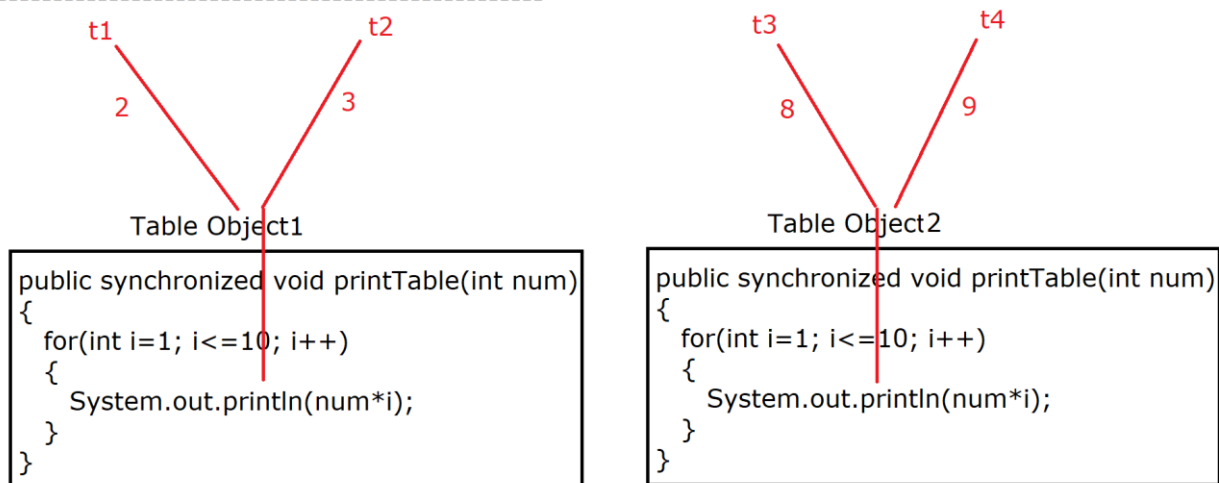 t1
t2
2
3
Table Object1
public synchronized void printTable(int num)
{
for(int i=1; i<=10; i++)
{
System.out.println(num*i);
}
}
t3
t4
8
9
Table Object2
public synchronized void printTable(int num)
{
for(int i=1; i<=10; i++)
{
System.out.println(num*i);
}
}